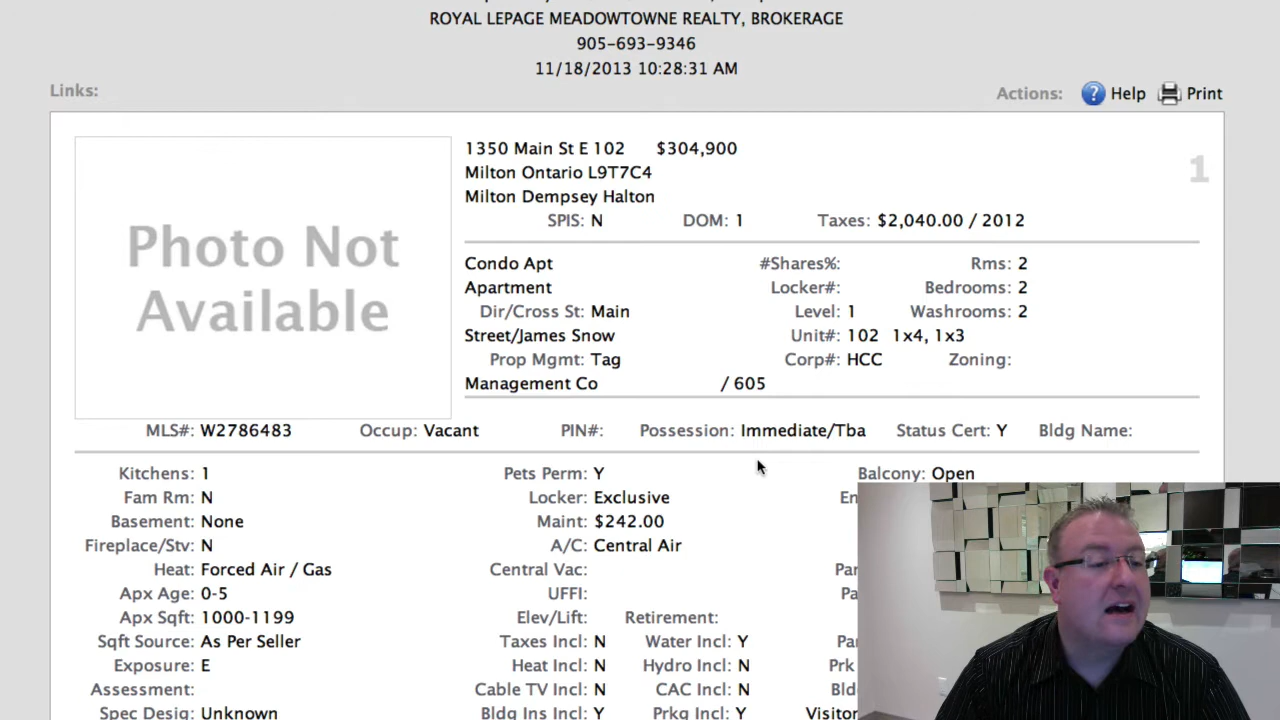 ROYAL LEPAGE MEADOWTOWNE REALTY, BROKERAGE
905-693-9346
11/18/2013 10:28:31 AM
Links:
Actions: ? Help Print
Photo Not
Available
1
1350 Main St E 102 $304,900
Milton Ontario L9T7C4
Milton Dempsey Halton
SPIS: N DOM: 1 Taxes: $2,040.00 / 2012
Condo Apt #Shares%: Rms: 2
Apartment Locker#: Bedrooms: 2
Dir/Cross St: Main Level: 1 Washrooms: 2
Street/James Snow Unit#: 102 1x4, 1x3
Prop Mgmt: Tag Corp#: HCC Zoning:
Management Co / 605
MLS#: W2786483 Occup: Vacant PIN#: Possession: Immediate/Tba Status Cert: Y Bldg Name:
Kitchens: 1 Pets Perm: Y Balcony: Open
Fam Rm: N Locker: Exclusive En
Basement: None Maint: $242.00
Fireplace/Stv: N A/C: Central Air
Heat: Forced Air / Gas Central Vac: Par
Apx Age: 0-5 UFFI: Pa
Apx Sqft: 1000-1199 Elev/Lift: Retirement:
Sqft Source: As Per Seller Taxes Incl: N Water Incl: Y Par
Exposure: E Heat Incl: N Hydro Incl: N Prk
Assessment: Cable TV Incl: N CAC Incl: N Bld
Spec Desig: Unknown Bldg Ins Incl: Y Prkg Incl: Y Visitor